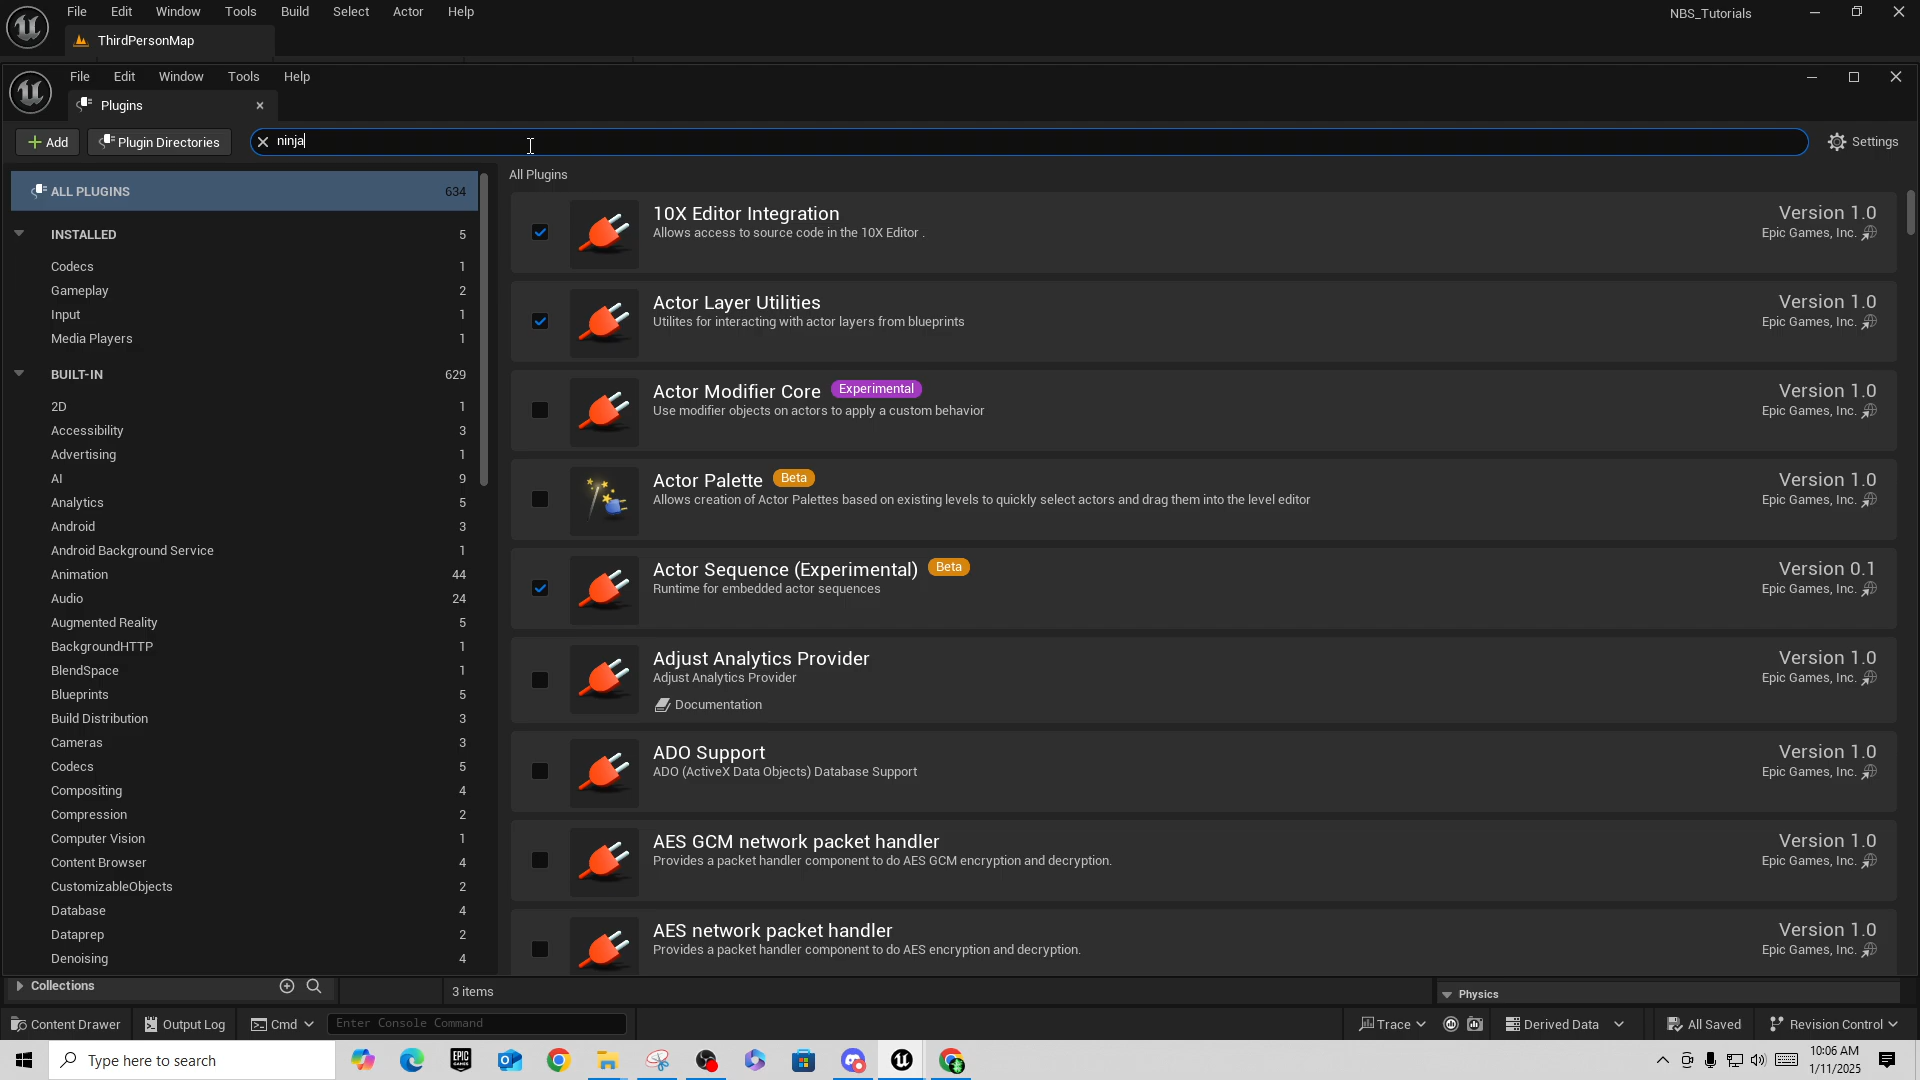 File Edit Window Tools Build Select Actor Help
NBS_Tutorials
ThirdPersonMap
File Edit Window Tools Help
Plugins
Add
Plugin Directories
ninja
Settings
ALL PLUGINS 634
INSTALLED 5
Codecs 1
Gameplay 2
Input 1
Media Players 1
BUILT-IN 629
2D 1
Accessibility 3
Advertising 1
AI 9
Analytics 5
Android 3
Android Background Service 1
Animation 44
Audio 24
Augmented Reality 5
BackgroundHTTP 1
BlendSpace 1
Blueprints 5
Build Distribution 3
Cameras 3
Codecs 5
Compositing 4
Compression 2
Computer Vision 1
Content Browser 4
CustomizableObjects 2
Database 4
Dataprep 2
Denoising 4
All Plugins
10X Editor Integration Version 1.0
Allows access to source code in the 10X Editor . Epic Games, Inc.
Actor Layer Utilities Version 1.0
Utilites for interacting with actor layers from blueprints Epic Games, Inc.
Actor Modifier Core Experimental Version 1.0
Use modifier objects on actors to apply a custom behavior Epic Games, Inc.
Actor Palette Beta Version 1.0
Allows creation of Actor Palettes based on existing levels to quickly select actors and drag them into the level editor Epic Games, Inc.
Actor Sequence (Experimental) Beta Version 0.1
Runtime for embedded actor sequences Epic Games, Inc.
Adjust Analytics Provider Version 1.0
Adjust Analytics Provider Epic Games, Inc.
Documentation
ADO Support Version 1.0
ADO (ActiveX Data Objects) Database Support Epic Games, Inc.
AES GCM network packet handler Version 1.0
Provides a packet handler component to do AES GCM encryption and decryption. Epic Games, Inc.
AES network packet handler Version 1.0
Provides a packet handler component to do AES encryption and decryption. Epic Games, Inc.
Collections
3 items
Physics
Content Drawer Output Log Cmd Enter Console Command Trace Derived Data All Saved Revision Control
Type here to search
EPIC GAMES
10:06 AM
1/11/2025